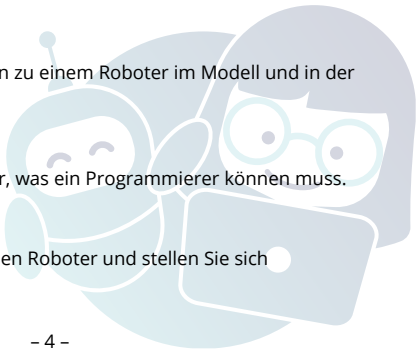 zu einem Roboter im Modell und in der
was ein Programmierer können muss.
Roboter und stellen Sie sich
– 4 –